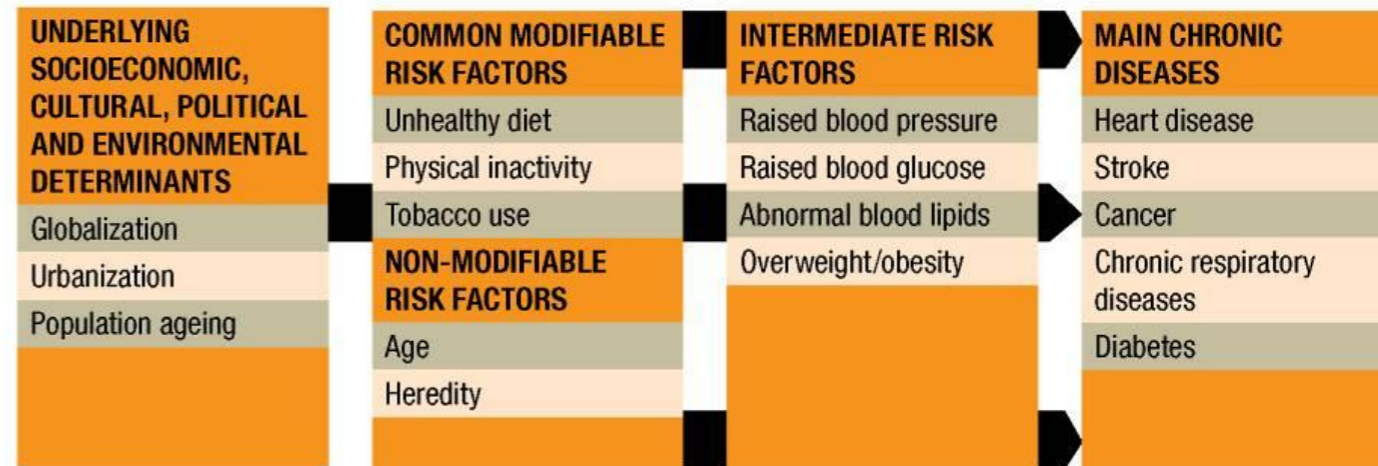 UNDERLYING
SOCIOECONOMIC,
CULTURAL, POLITICAL
AND ENVIRONMENTAL
DETERMINANTS
Globalization
Urbanization
Population ageing
COMMON MODIFIABLE
RISK FACTORS
Unhealthy diet
Physical inactivity
Tobacco use
NON-MODIFIABLE
RISK FACTORS
Age
Heredity
INTERMEDIATE RISK
FACTORS
Raised blood pressure
Raised blood glucose
Abnormal blood lipids
Overweight/obesity
MAIN CHRONIC
DISEASES
Heart disease
Stroke
Cancer
Chronic respiratory
diseases
Diabetes